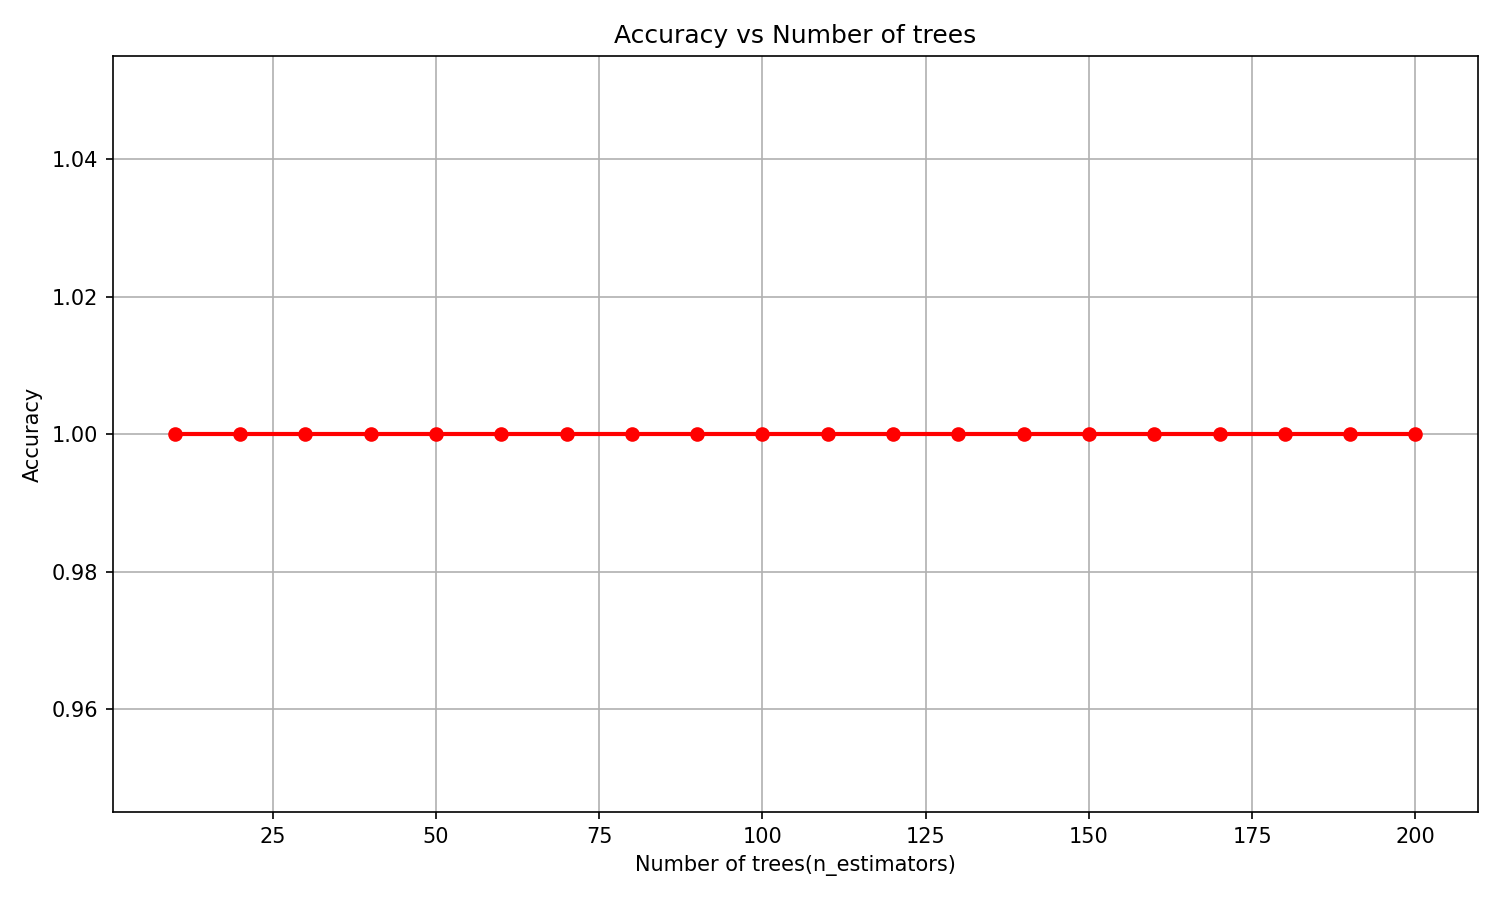 Accuracy vs Number of trees
1.04
1.02
1.00
0.98
0.96
Accuracy
25 50 75 100 125 150 175 200
Number of trees(n_estimators)